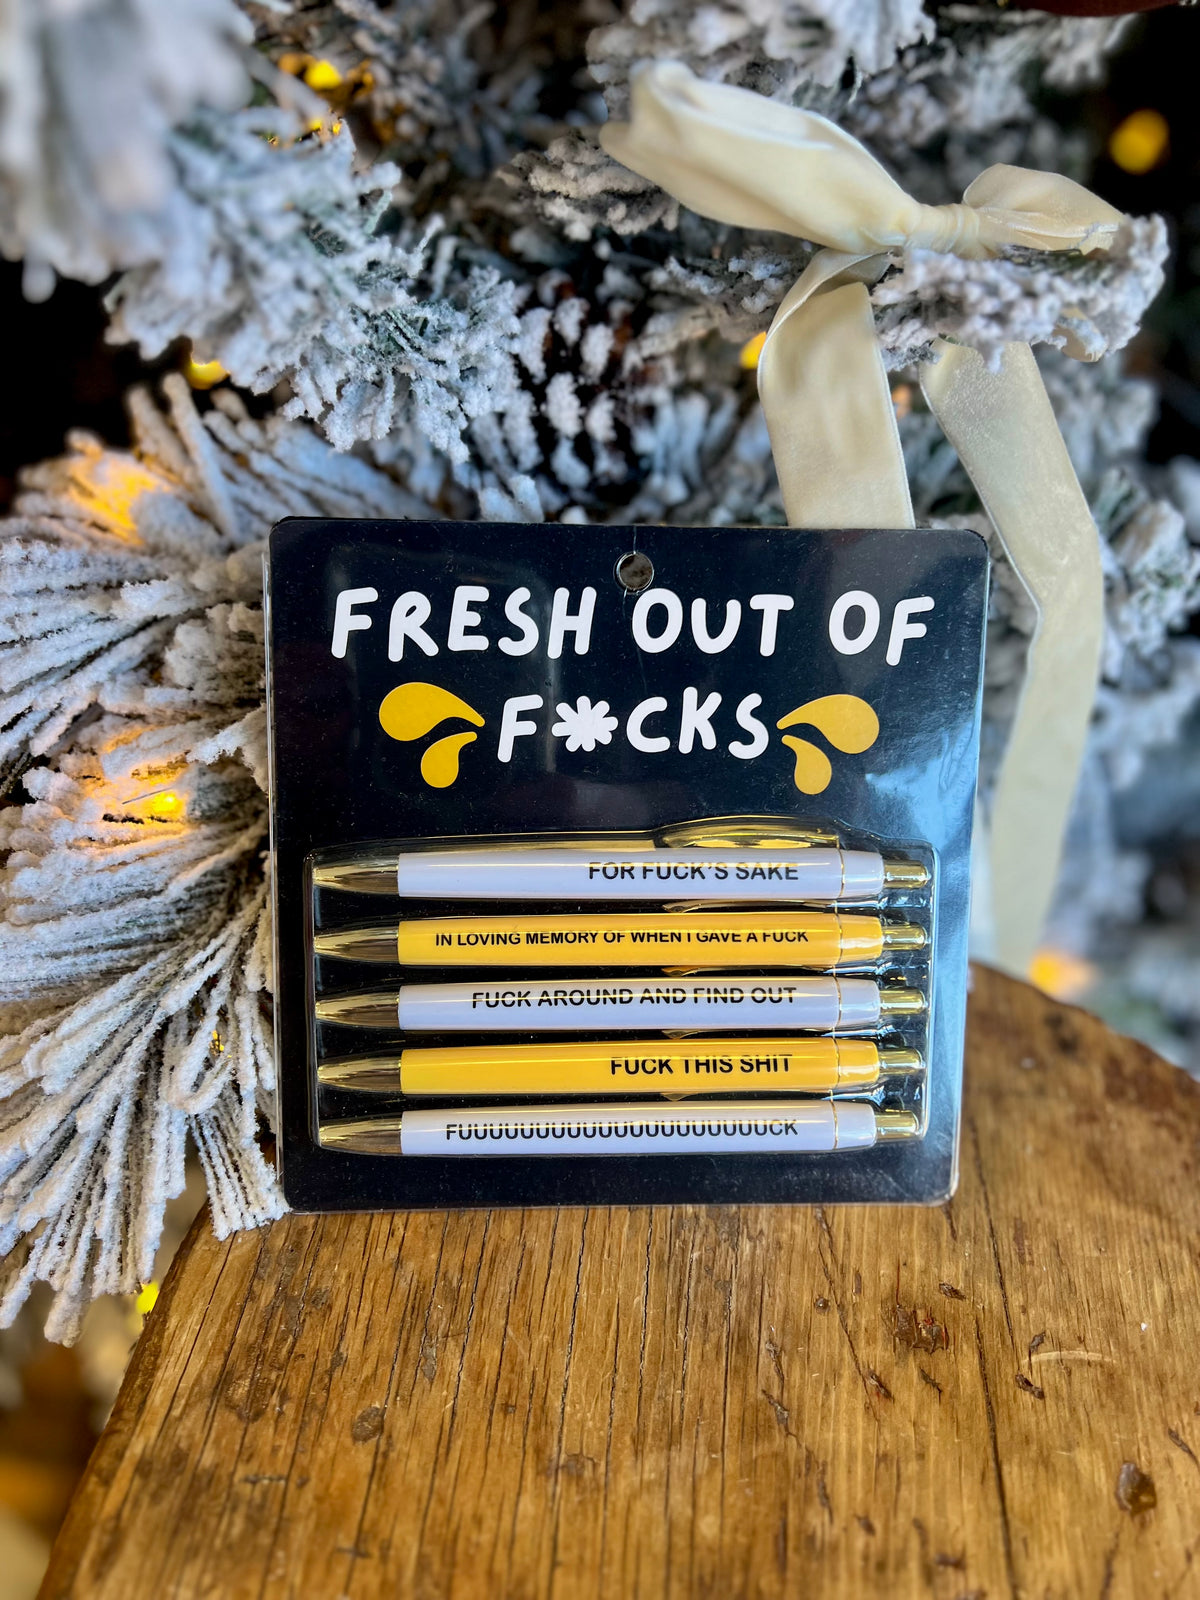 FRESH OUT OF
F*CKS
FOR FUCK'S SAKE
IN LOVING MEMORY OF WHEN I GAVE A FUCK
FUCK AROUND AND FIND OUT
FUCK THIS SHIT
FUUUUUUUUUUUUUUUUUUUUCK